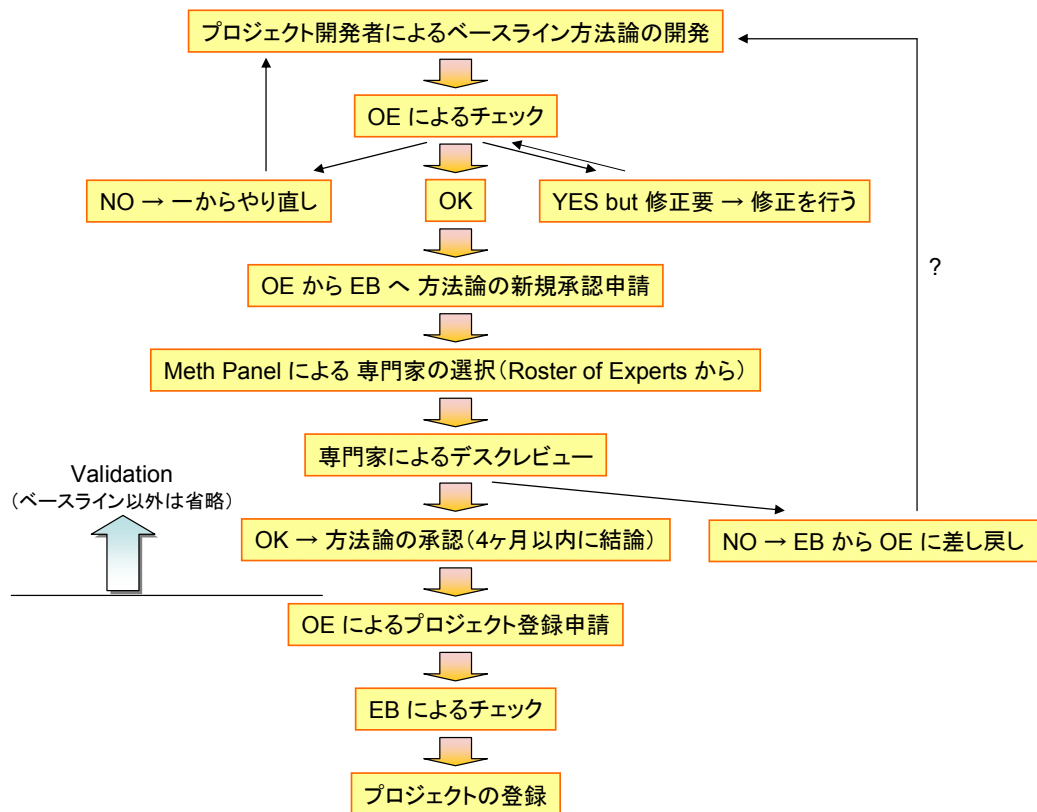 プロジェクト開発者によるベースライン方法論の開発
OE によるチェック
NO → 一からやり直し
OK
YES but 修正要 → 修正を行う
OE から EB へ 方法論の新規承認申請
?
Meth Panel による 専門家の選択（Roster of Experts から）
専門家によるデスクレビュー
Validation
（ベースライン以外は省略）
OK → 方法論の承認（4ヶ月以内に結論）
NO → EB から OE に差し戻し
OE によるプロジェクト登録申請
EB によるチェック
プロジェクトの登録